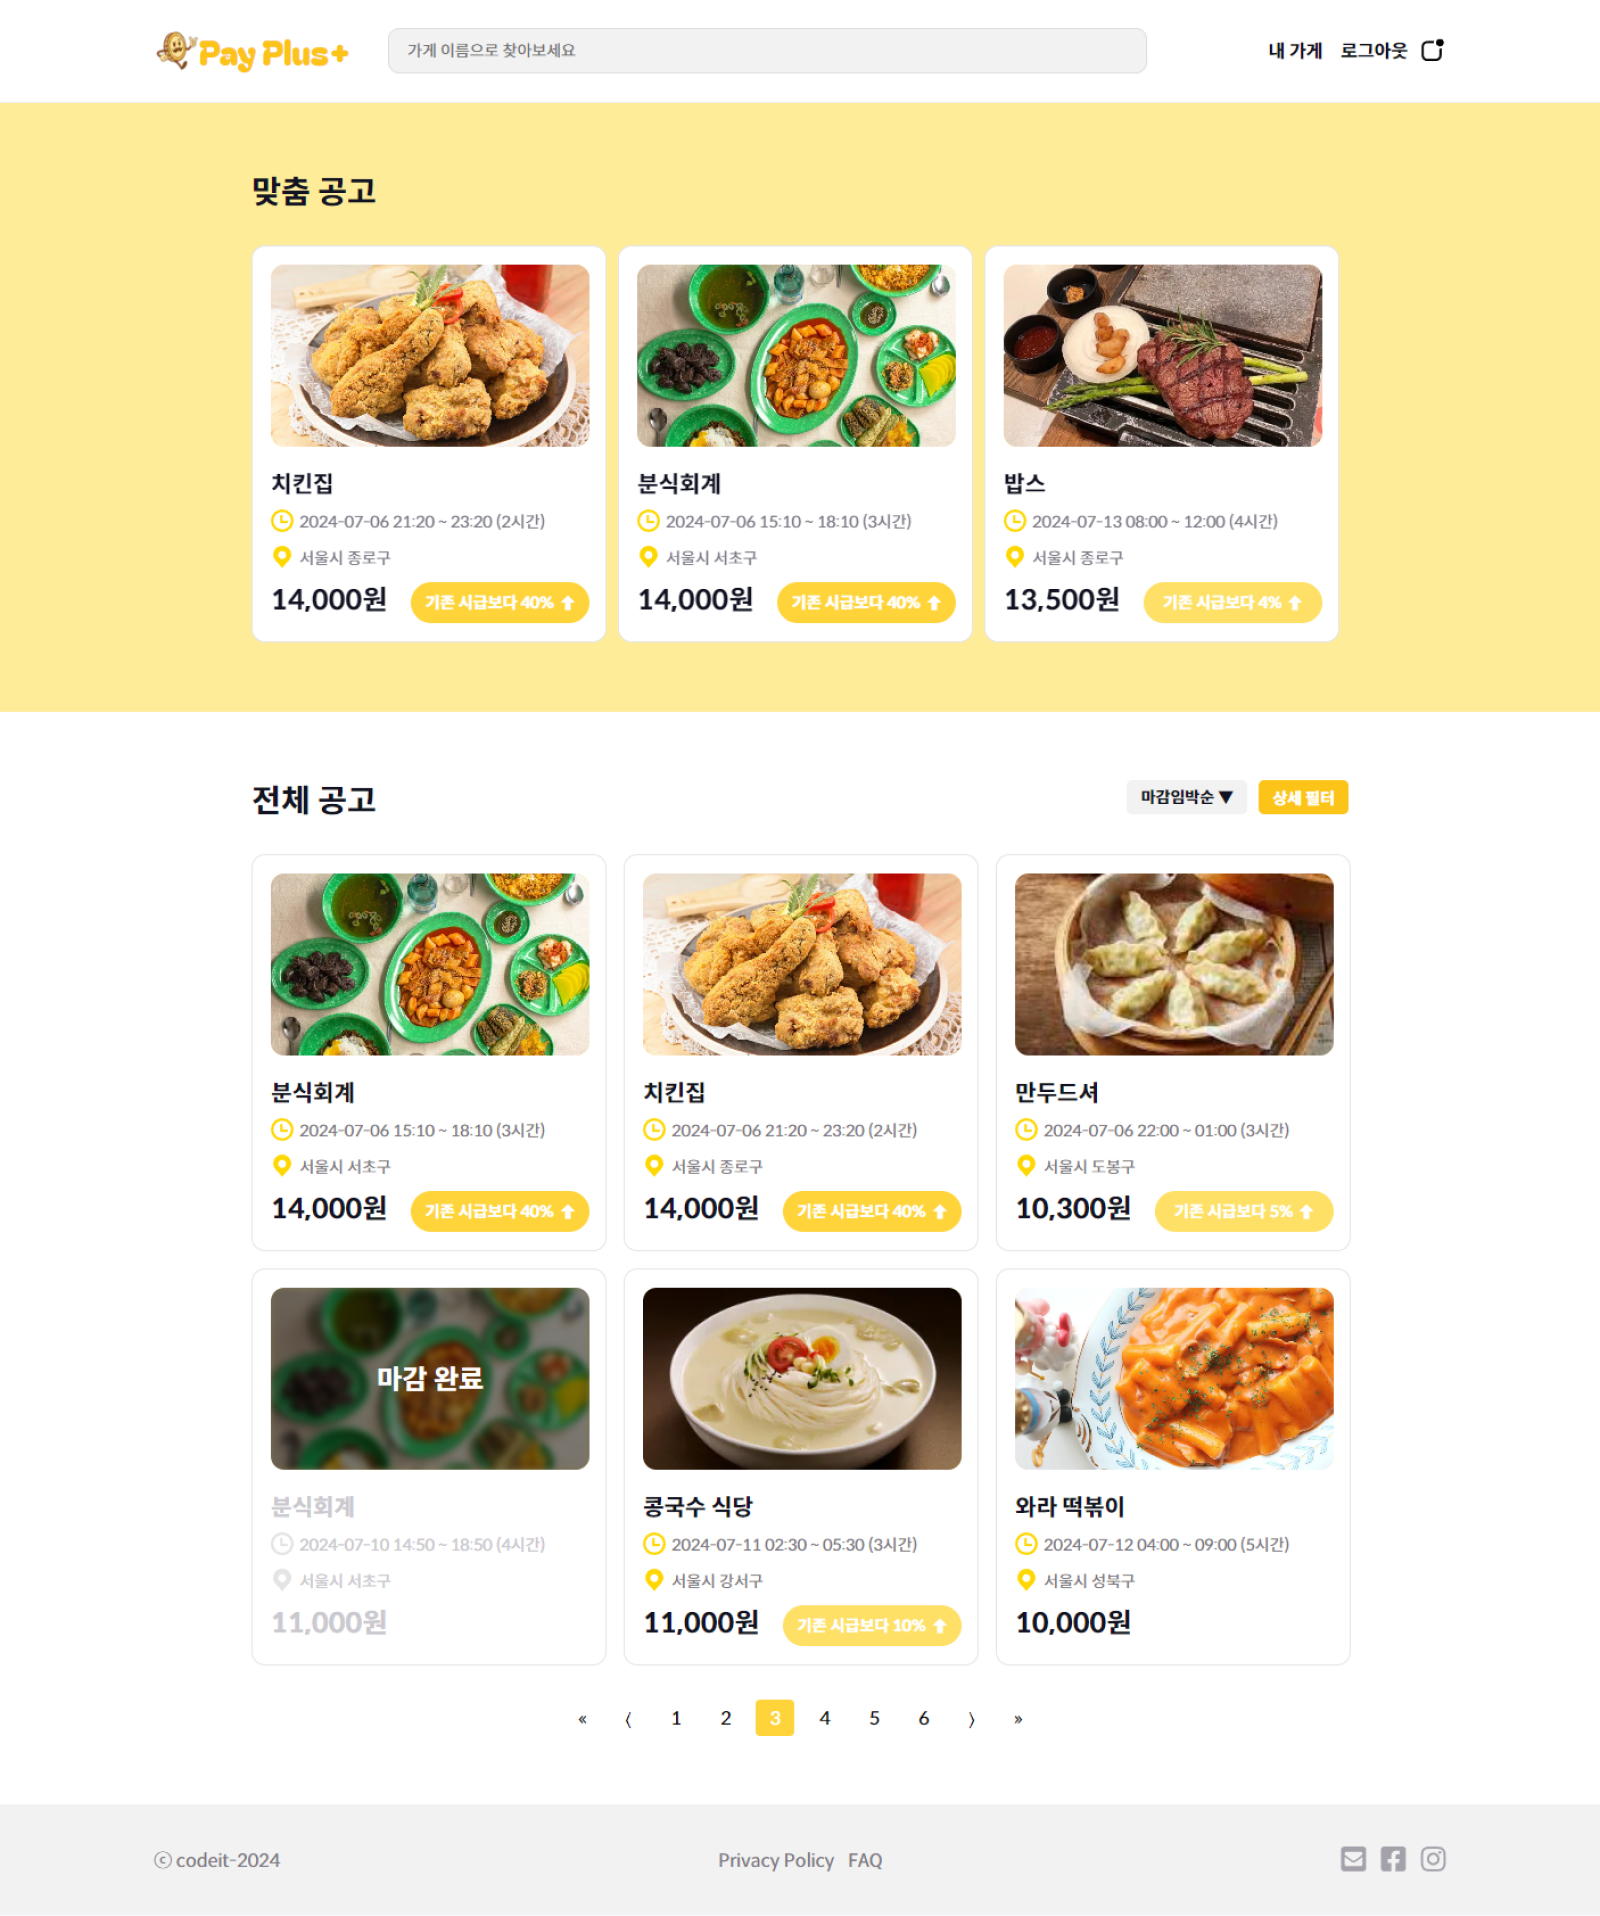 Pay Plus+
가게 이름으로 찾아보세요
내 가게 로그아웃
맞춤 공고
치킨집
2024-07-06 21:20 ~ 23:20 (2시간)
서울시 종로구
14,000원 기존 시급보다 40%
분식회계
2024-07-06 15:10 ~ 18:10 (3시간)
서울시 서초구
14,000원 기존 시급보다 40%
밥스
2024-07-13 08:00 ~ 12:00 (4시간)
서울시 종로구
13,500원 기존 시급보다 4%
전체 공고
마감임박순 ▼ 상세 필터
분식회계
2024-07-06 15:10 ~ 18:10 (3시간)
서울시 서초구
14,000원 기존 시급보다 40%
치킨집
2024-07-06 21:20 ~ 23:20 (2시간)
서울시 종로구
14,000원 기존 시급보다 40%
만두드셔
2024-07-06 22:00 ~ 01:00 (3시간)
서울시 도봉구
10,300원 기존 시급보다 5%
마감 완료
분식회계
2024-07-10 14:50 ~ 18:50 (4시간)
서울시 서초구
11,000원
콩국수 식당
2024-07-11 02:30 ~ 05:30 (3시간)
서울시 강서구
11,000원 기존 시급보다 10%
와라 떡볶이
2024-07-12 04:00 ~ 09:00 (5시간)
서울시 성북구
10,000원
« 〈 1 2 3 4 5 6 〉 »
ⓒ codeit-2024
Privacy Policy FAQ